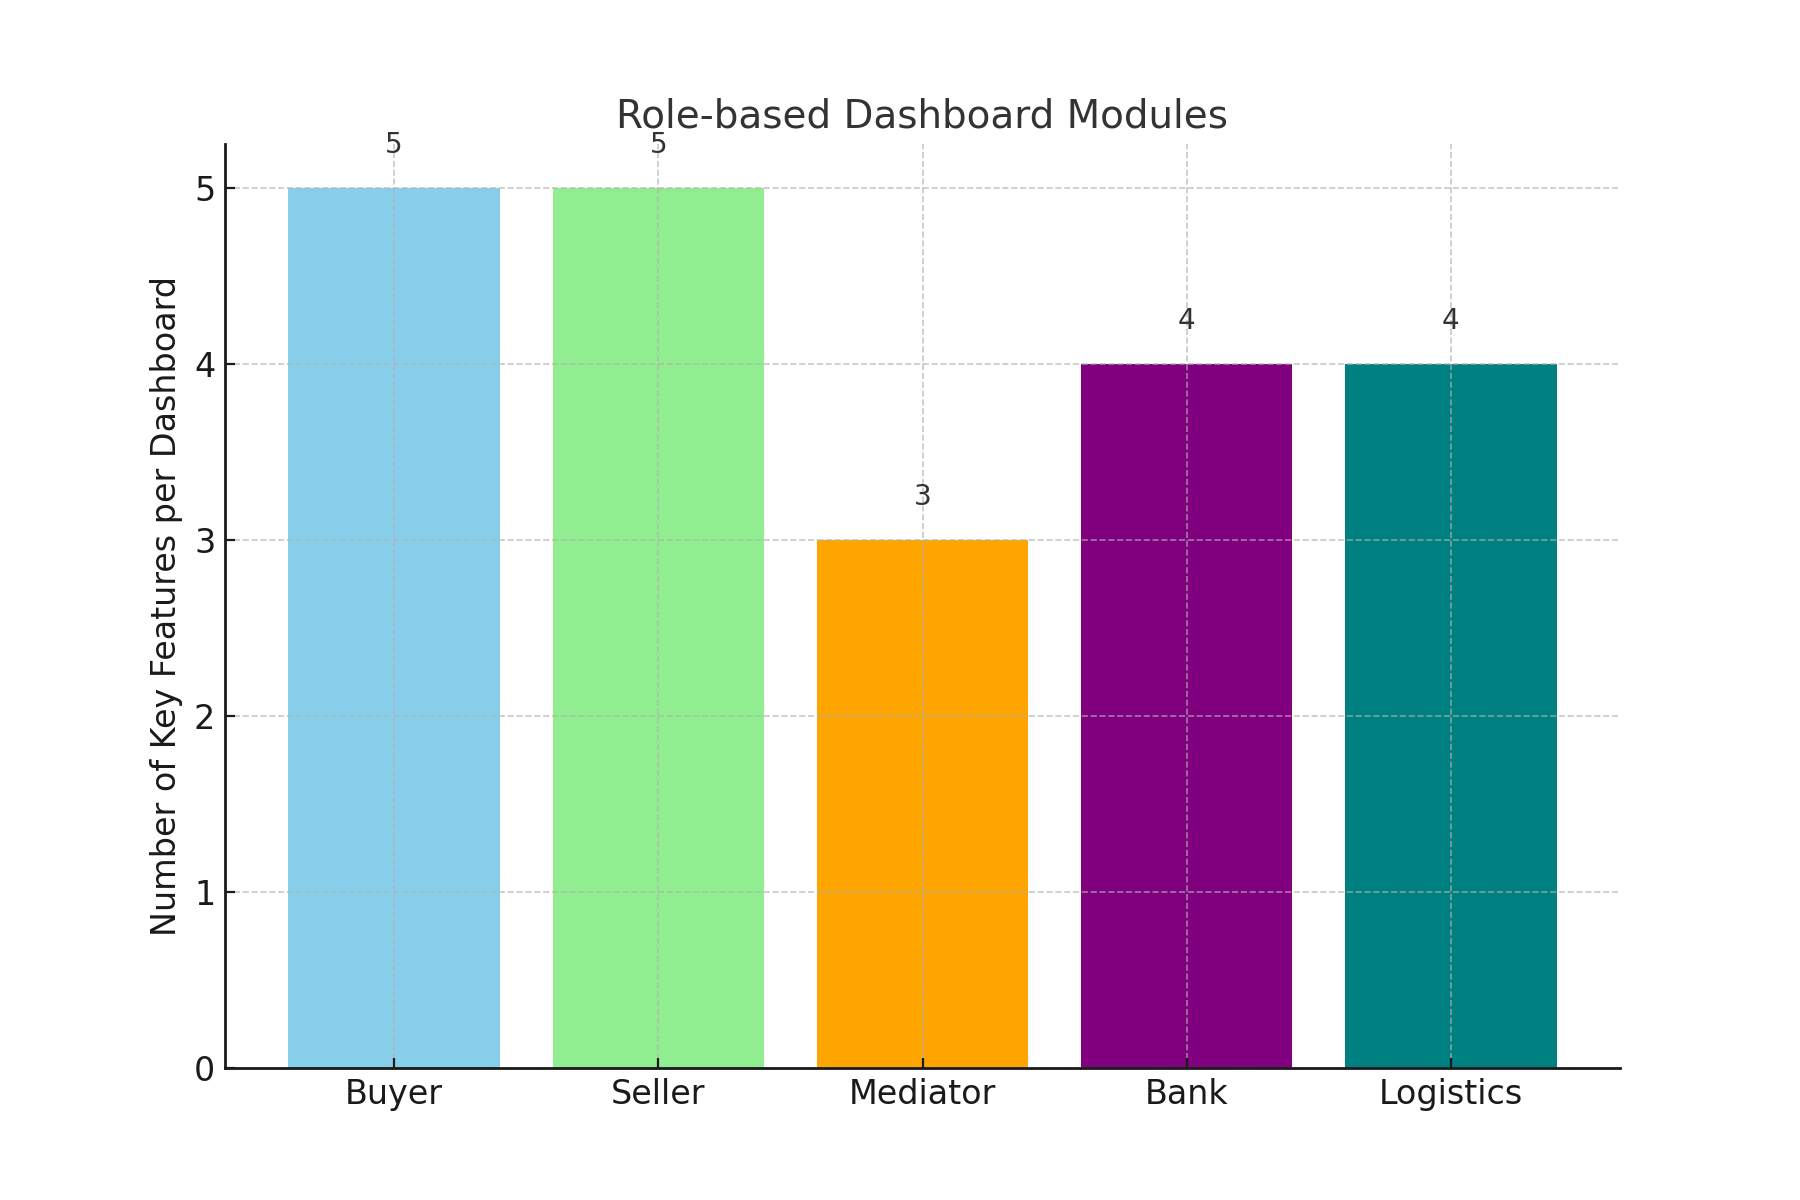 Role-based Dashboard Modules
5
5
4
4
3
Number of Key Features per Dashboard
5
4
3
2
1
0
Buyer
Seller
Mediator
Bank
Logistics